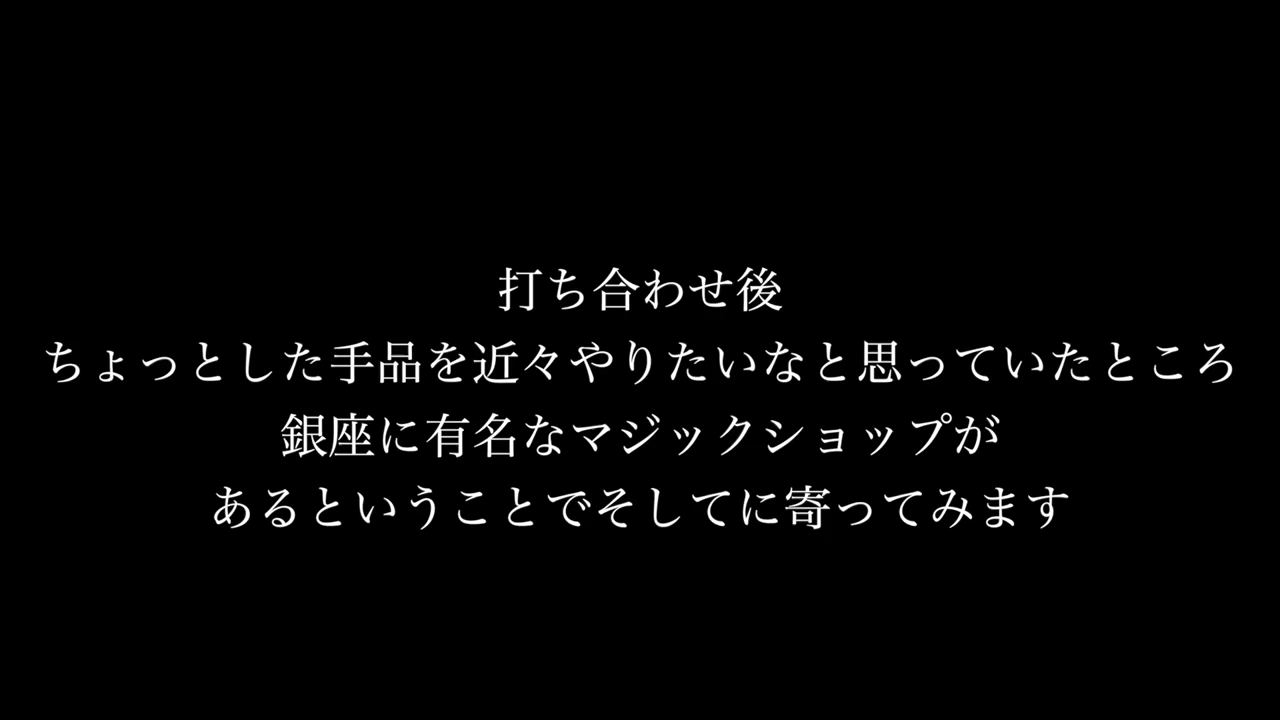 打ち合わせ後
ちょっとした手品を近々やりたいなと思っていたところ
銀座に有名なマジックショップが
あるということでそしてに寄ってみます